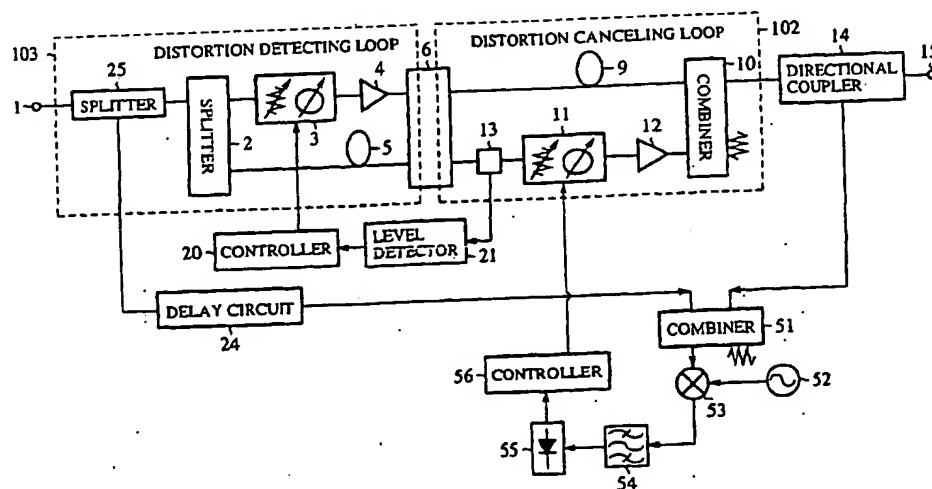 103
DISTORTION DETECTING LOOP
6
DISTORTION CANCELING LOOP
102
14
25
4
9
10
DIRECTIONAL
COUPLER
1
SPLITTER
SPLITTER
2
3
5
13
11
12
COMBINER
20
CONTROLLER
LEVEL
DETECTOR
21
DELAY CIRCUIT
24
COMBINER
51
56
CONTROLLER
52
53
55
54